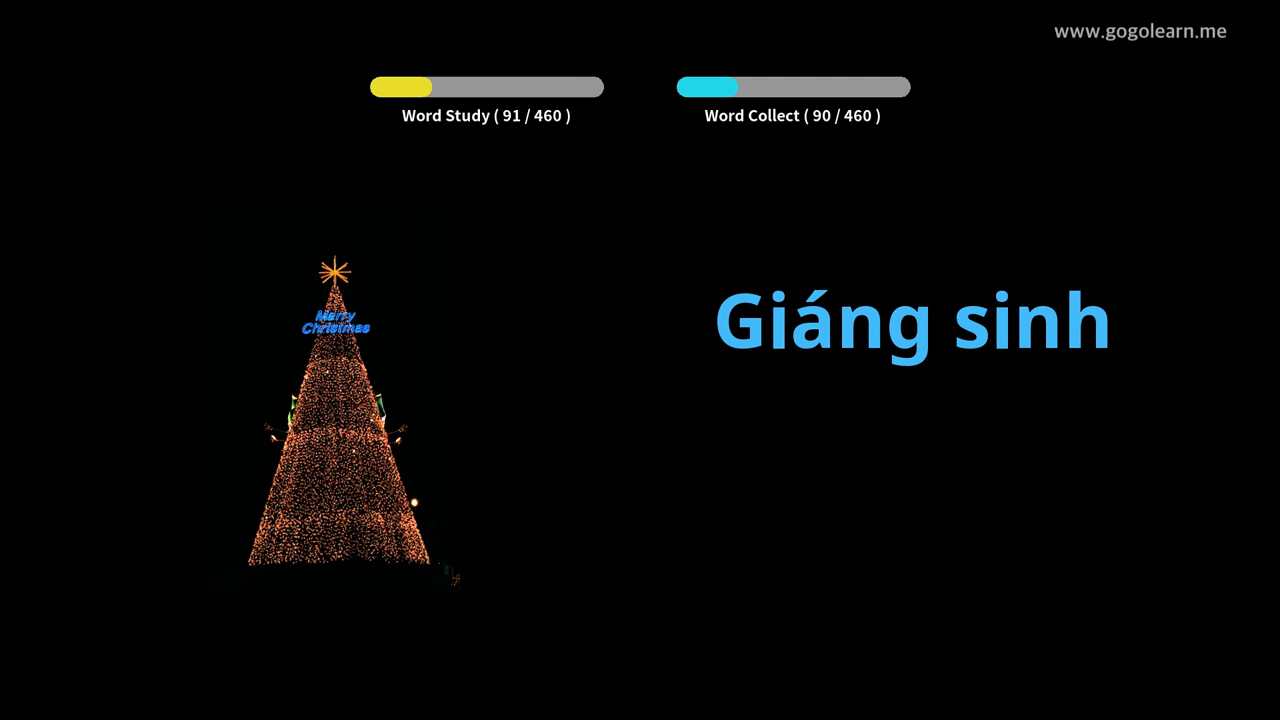 www.gogolearn.me
Word Study ( 91 / 460 )
Word Collect ( 90 / 460 )
Merry
Christmas
Giáng sinh